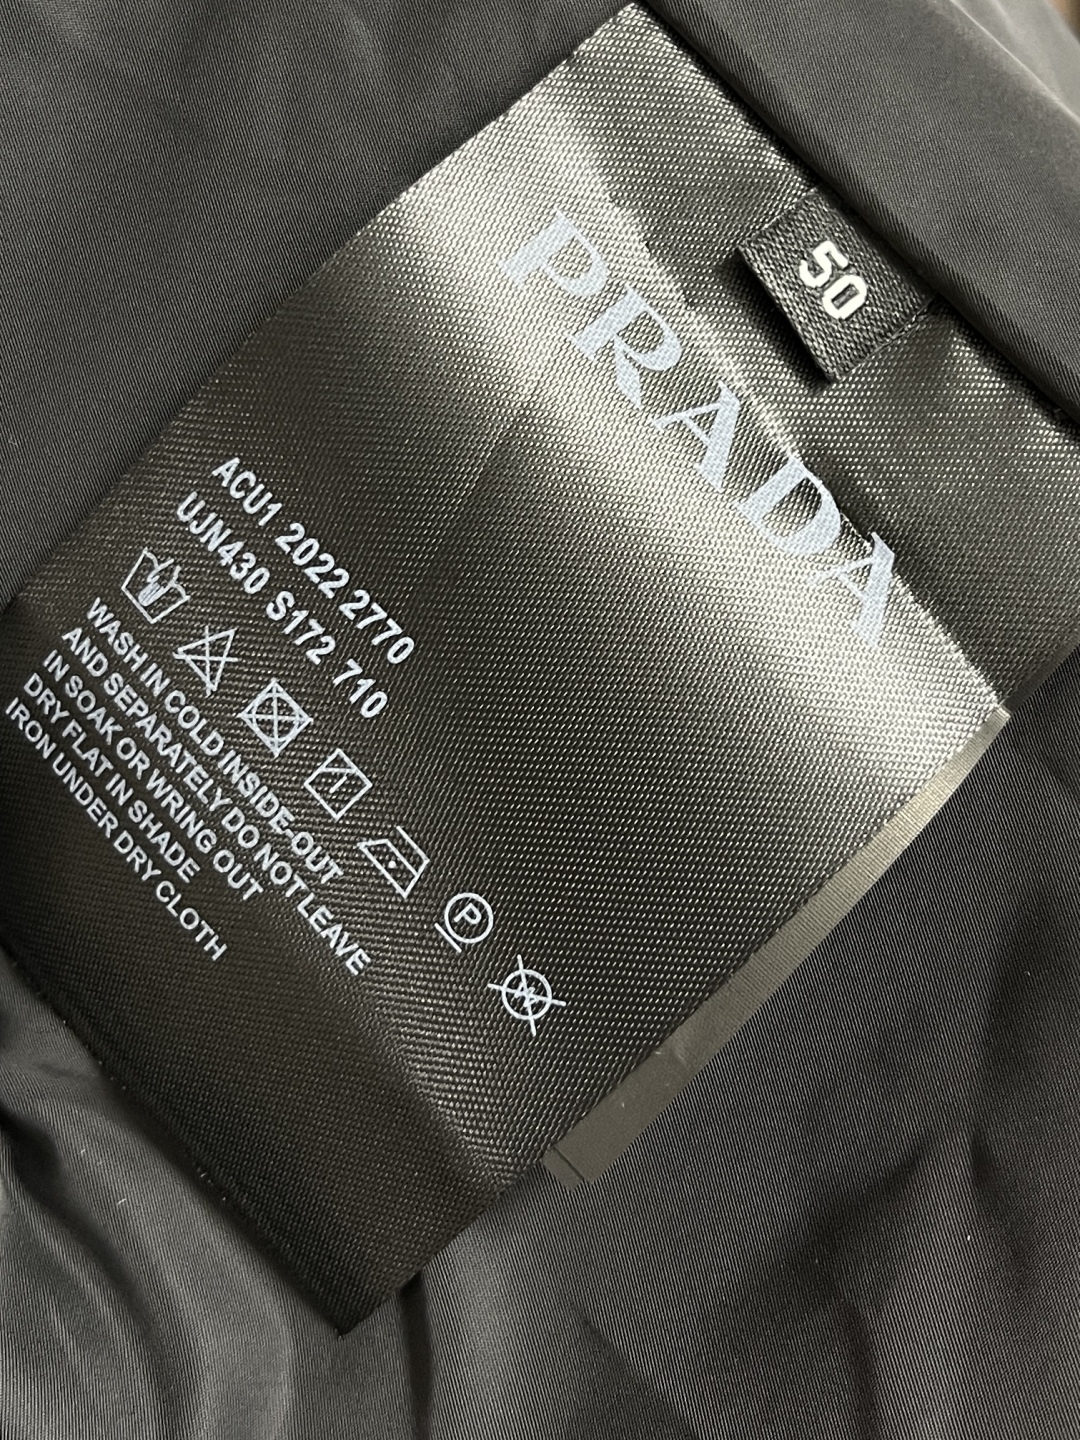 50
PRADA
ACU1 2022 2770
UJN430 S172 710
P
WASH IN COLD INSIDE-OUT
AND SEPARATELY DO NOT LEAVE
IN SOAK OR WRING OUT
DRY FLAT IN SHADE
IRON UNDER DRY CLOTH